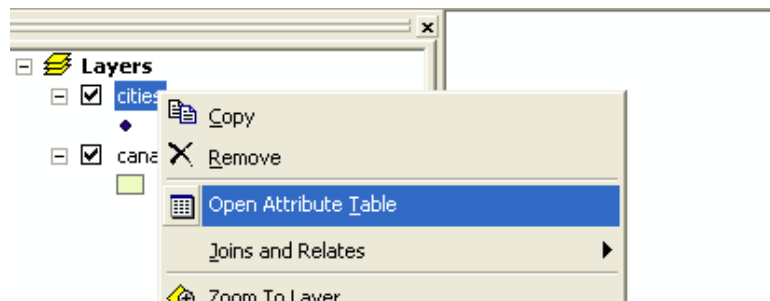 Layers
cities
Copy
cana
Remove
Open Attribute Table
Joins and Relates
Zoom To Layer